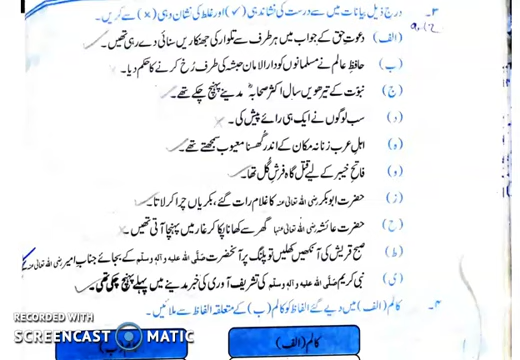 ۳۔ درج ذیل بیانات میں سے درست کی نشاندہی (✓) اور غلط کی نشان دہی (×) سے کریں۔
(الف) دعوتِ حق کے جواب میں ہر طرف سے تلوار کی جھنکاریں سنائی دے رہی تھیں۔
(ب) حافظِ عالم نے مسلمانوں کو دارالامان حبشہ کی طرف رُخ کرنے کا حکم دیا۔
(ج) نبوّت کے تیرھویں سال اکثر صحابہؓ مدینے پہنچ چکے تھے۔
(د) سب لوگوں نے ایک ہی رائے پیش کی۔
(ہ) اہلِ عرب زنانہ مکان کے اندر گھسنا معیوب سمجھتے تھے۔
(و) فاتحِ خیبر کے لیے قتل گاہ فرشِ گُل تھا۔
(ز) حضرت ابوبکر رضی اللہ تعالیٰ عنہ کا غلام رات گئے، بکریاں چرا کر لاتا۔
(ح) حضرت عائشہ رضی اللہ تعالیٰ عنہا گھر سے کھانا پکا کر غار میں پہنچا آتی تھیں۔
(ط) صبح قریش کی آنکھیں کھلیں تو پلنگ پر آنحضرت صلَّی اللہ علیہ وآلہٖ وسلَّم کے بجائے جناب امیر رضی اللہ تعالیٰ عنہ
(ی) نبی کریم صلَّی اللہ علیہ وآلہٖ وسلَّم کی تشریف آوری کی خبر مدینے میں پہلے پہنچ چکی تھی۔
۴۔ کالم (الف) میں دیے گئے الفاظ کو کالم (ب) کے متعلقہ الفاظ سے ملائیں۔
کالم (الف)
(ب)
RECORDED WITH
SCREENCAST MATIC